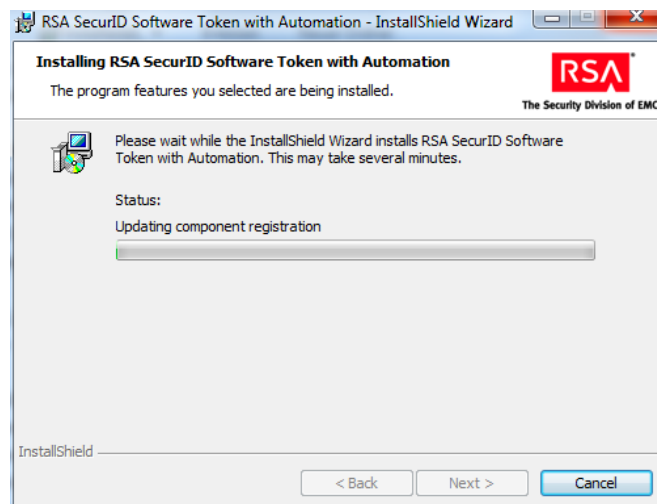 RSA SecurID Software Token with Automation - InstallShield Wizard
Installing RSA SecurID Software Token with Automation
The program features you selected are being installed.
RSA
The Security Division of EMC
Please wait while the InstallShield Wizard installs RSA SecurID Software
Token with Automation. This may take several minutes.
Status:
Updating component registration
InstallShield
< Back
Next >
Cancel